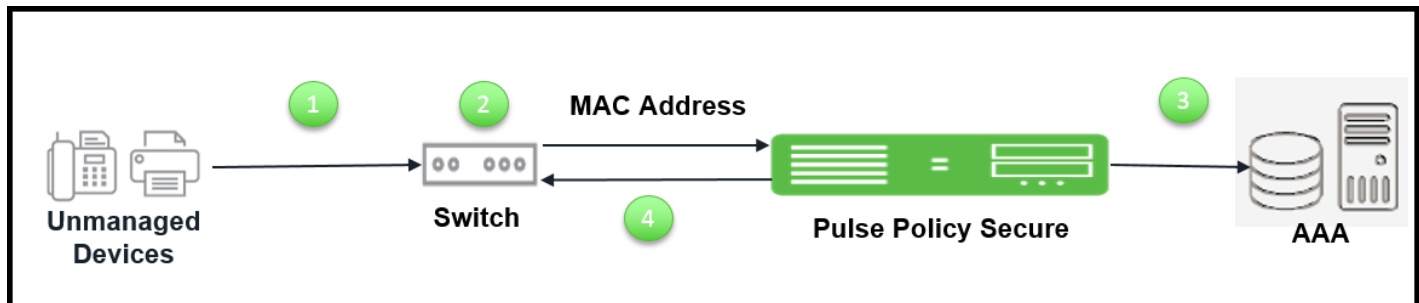 1
2
MAC Address
3
Unmanaged
Devices
Switch
4
Pulse Policy Secure
AAA